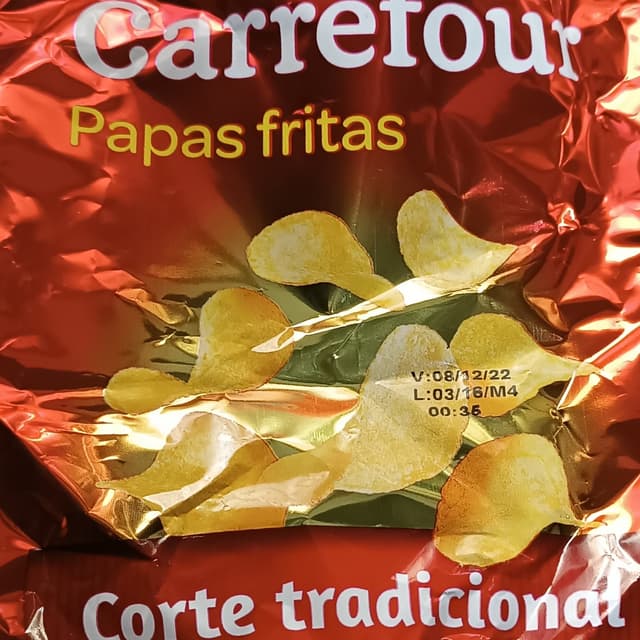 Carrefour
Papas fritas
V:08/12/22
L:03/16/M4
00:35
Corte tradicional